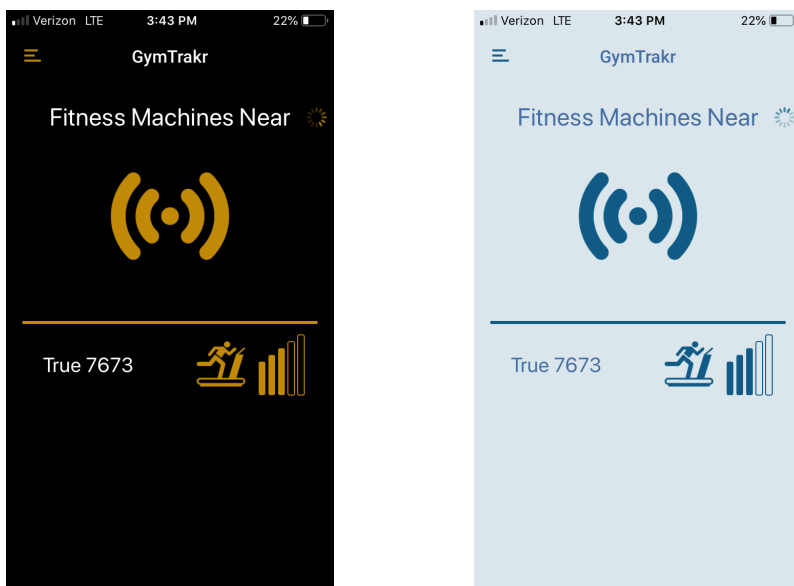 Verizon LTE 3:43 PM 22%
GymTrakr
Fitness Machines Near
True 7673
Verizon LTE 3:43 PM 22%
GymTrakr
Fitness Machines Near
True 7673